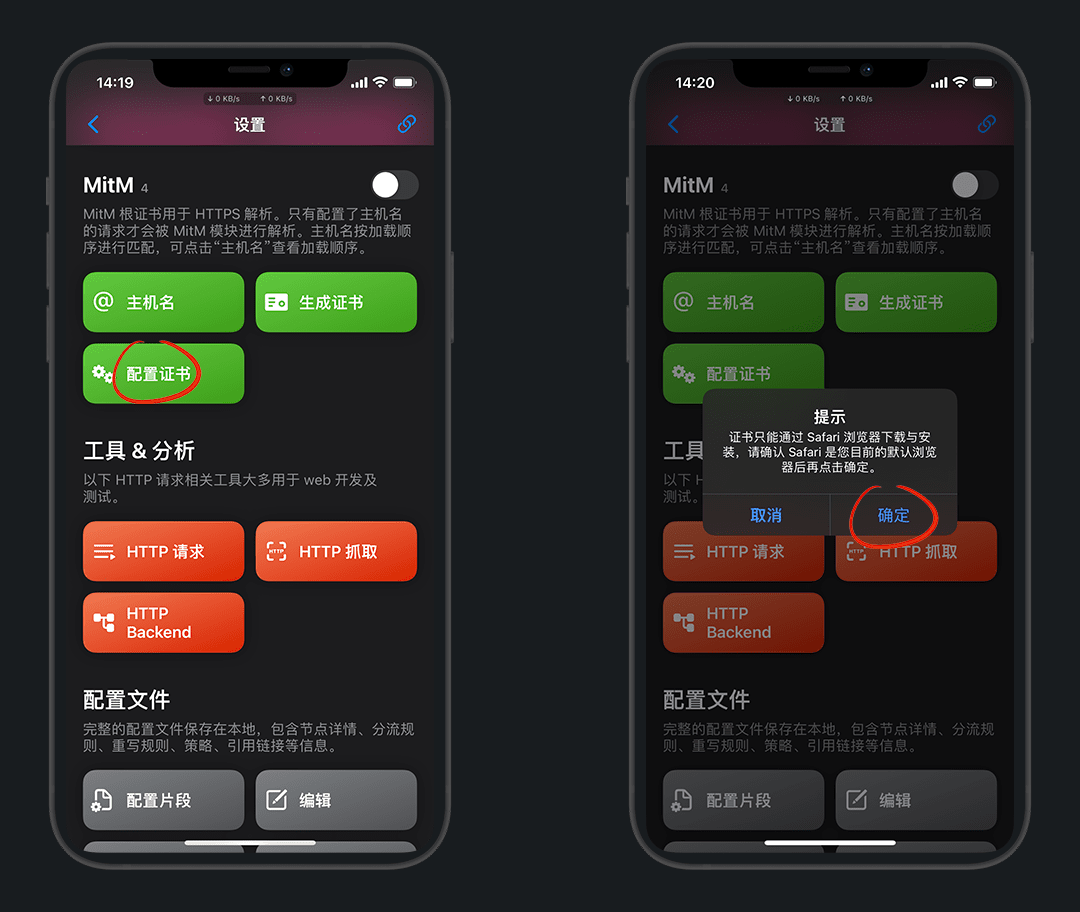 14:19
↓ 0 KB/s ↑ 0 KB/s
设置
MitM 4
MitM 根证书用于 HTTPS 解析。只有配置了主机名
的请求才会被 MitM 模块进行解析。主机名按加载顺
序进行匹配，可点击“主机名”查看加载顺序。
@ 主机名
生成证书
配置证书
工具 & 分析
以下 HTTP 请求相关工具大多用于 web 开发及
测试。
HTTP 请求
HTTP
HTTP 抓取
HTTP
Backend
配置文件
完整的配置文件保存在本地，包含节点详情、分流规
则、重写规则、策略、引用链接等信息。
配置片段
编辑
14:20
↓ 0 KB/s ↑ 0 KB/s
设置
MitM 4
MitM 根证书用于 HTTPS 解析。只有配置了主机名
的请求才会被 MitM 模块进行解析。主机名按加载顺
序进行匹配，可点击“主机名”查看加载顺序。
@ 主机名
生成证书
配置证书
提示
证书只能通过 Safari 浏览器下载与安
装，请确认 Safari 是您目前的默认浏览
器后再点击确定。
取消
确定
工具
以下 H
测试。
HTTP 请求
HTTP
HTTP 抓取
HTTP
Backend
配置文件
完整的配置文件保存在本地，包含节点详情、分流规
则、重写规则、策略、引用链接等信息。
配置片段
编辑